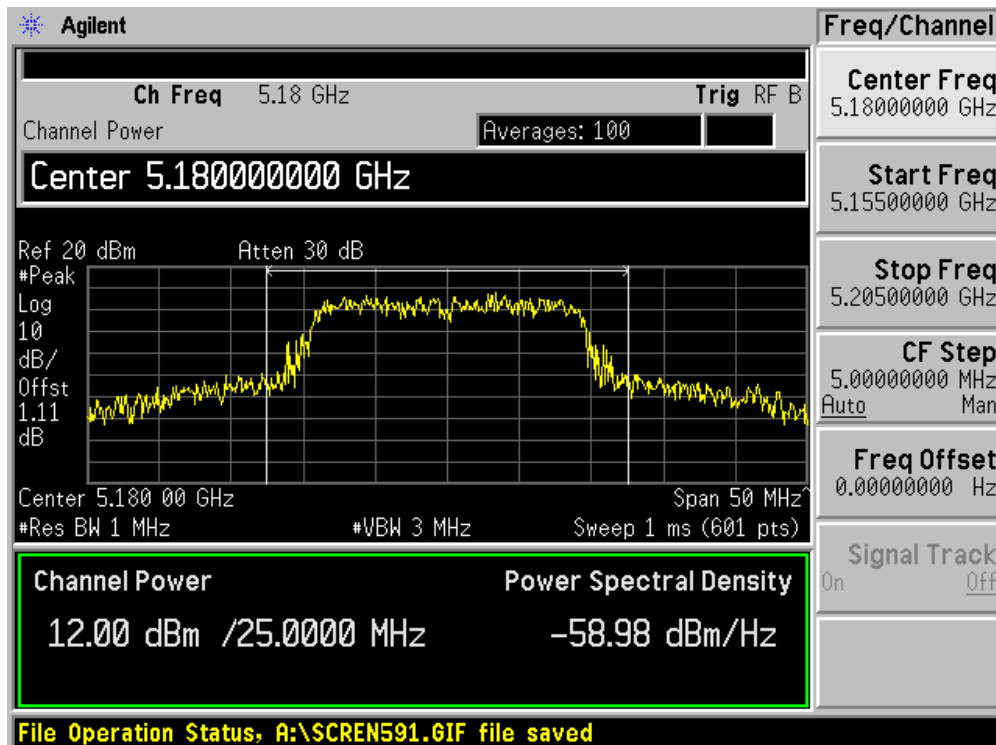 Agilent
Freq/Channel
Ch Freq 5.18 GHz Trig RF B
Channel Power Averages: 100
Center 5.180000000 GHz
Ref 20 dBm Atten 30 dB
#Peak
Log
10
dB/
Offst
1.11
dB
Center 5.180 00 GHz Span 50 MHz^
#Res BW 1 MHz #VBW 3 MHz Sweep 1 ms (601 pts)
Channel Power Power Spectral Density
12.00 dBm /25.0000 MHz -58.98 dBm/Hz
File Operation Status, A:\SCREN591.GIF file saved
Center Freq
5.18000000 GHz
Start Freq
5.15500000 GHz
Stop Freq
5.20500000 GHz
CF Step
5.00000000 MHz
Auto Man
Freq Offset
0.00000000 Hz
Signal Track
On Off